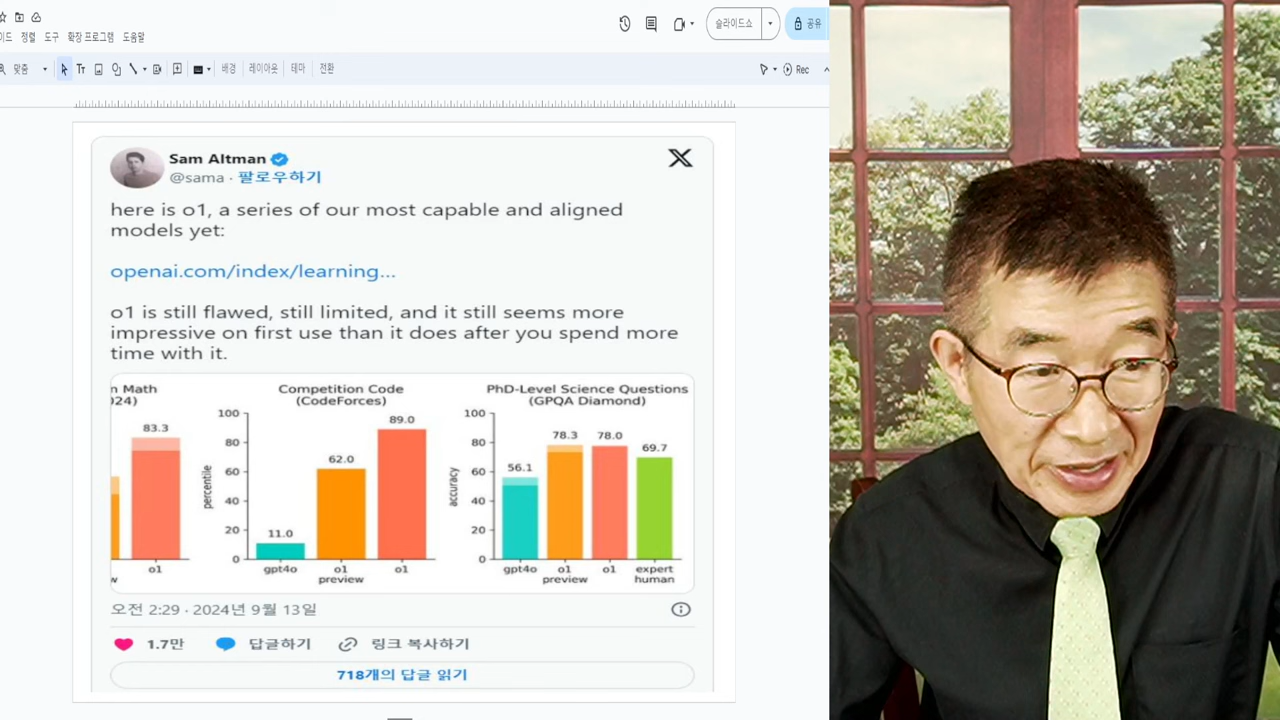 이드 정렬 도구 확장 프로그램 도움말
슬라이드쇼
공유
맞춤
Tr
배경 레이아웃 테마 전환
Rec
Sam Altman
@sama · 팔로우하기
X
here is o1, a series of our most capable and aligned
models yet:
openai.com/index/learning...
o1 is still flawed, still limited, and it still seems more
impressive on first use than it does after you spend more
time with it.
n Math
)24)
83.3
w
o1
Competition Code
(CodeForces)
percentile
100
80
60
40
20
0
11.0
62.0
89.0
gpt4o
o1
preview
o1
PhD-Level Science Questions
(GPQA Diamond)
accuracy
100
80
60
40
20
0
56.1
78.3
78.0
69.7
gpt4o
o1
preview
o1
expert
human
오전 2:29 · 2024년 9월 13일
1.7만
답글하기
링크 복사하기
718개의 답글 읽기